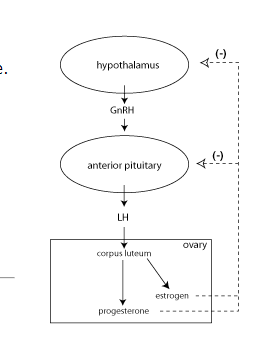 hypothalamus
(-)
e.
GnRH
anterior pituitary
(-)
LH
ovary
corpus luteum
estrogen
progesterone